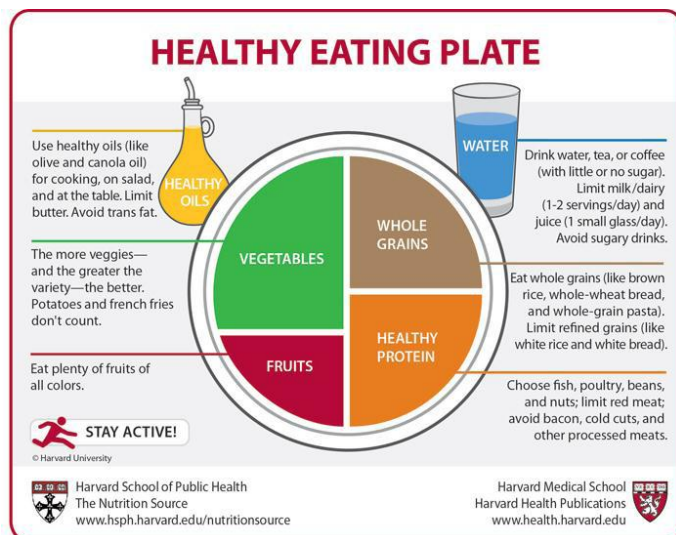 HEALTHY EATING PLATE
Use healthy oils (like
olive and canola oil)
for cooking, on salad,
and at the table. Limit
butter. Avoid trans fat.
HEALTHY
OILS
WATER
Drink water, tea, or coffee
(with little or no sugar).
Limit milk/dairy
(1-2 servings/day) and
juice (1 small glass/day).
Avoid sugary drinks.
The more veggies—
and the greater the
variety—the better.
Potatoes and french fries
don't count.
VEGETABLES
WHOLE
GRAINS
Eat whole grains (like brown
rice, whole-wheat bread,
and whole-grain pasta).
Limit refined grains (like
white rice and white bread).
Eat plenty of fruits of
all colors.
FRUITS
HEALTHY
PROTEIN
Choose fish, poultry, beans,
and nuts; limit red meat;
avoid bacon, cold cuts, and
other processed meats.
STAY ACTIVE!
© Harvard University
Harvard School of Public Health
The Nutrition Source
www.hsph.harvard.edu/nutritionsource
Harvard Medical School
Harvard Health Publications
www.health.harvard.edu